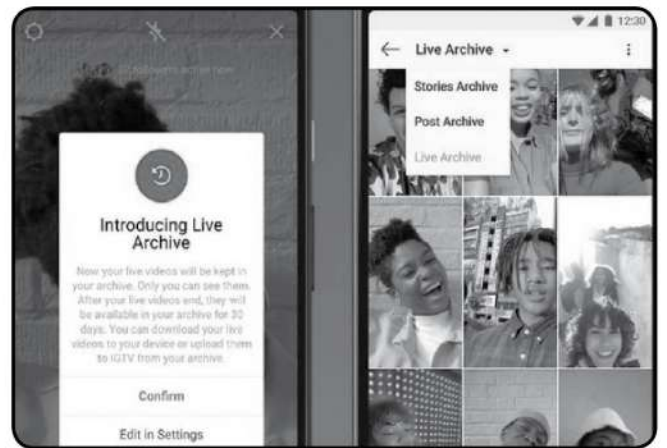 followers active now
Introducing Live
Archive
Now your live videos will be kept in
your archive. Only you can see them.
After your live videos end, they will
be available in your archive for 30
days. You can download your live
videos to your device or upload them
to IGTV from your archive.
Confirm
Edit in Settings
12:30
Live Archive
Stories Archive
Post Archive
Live Archive